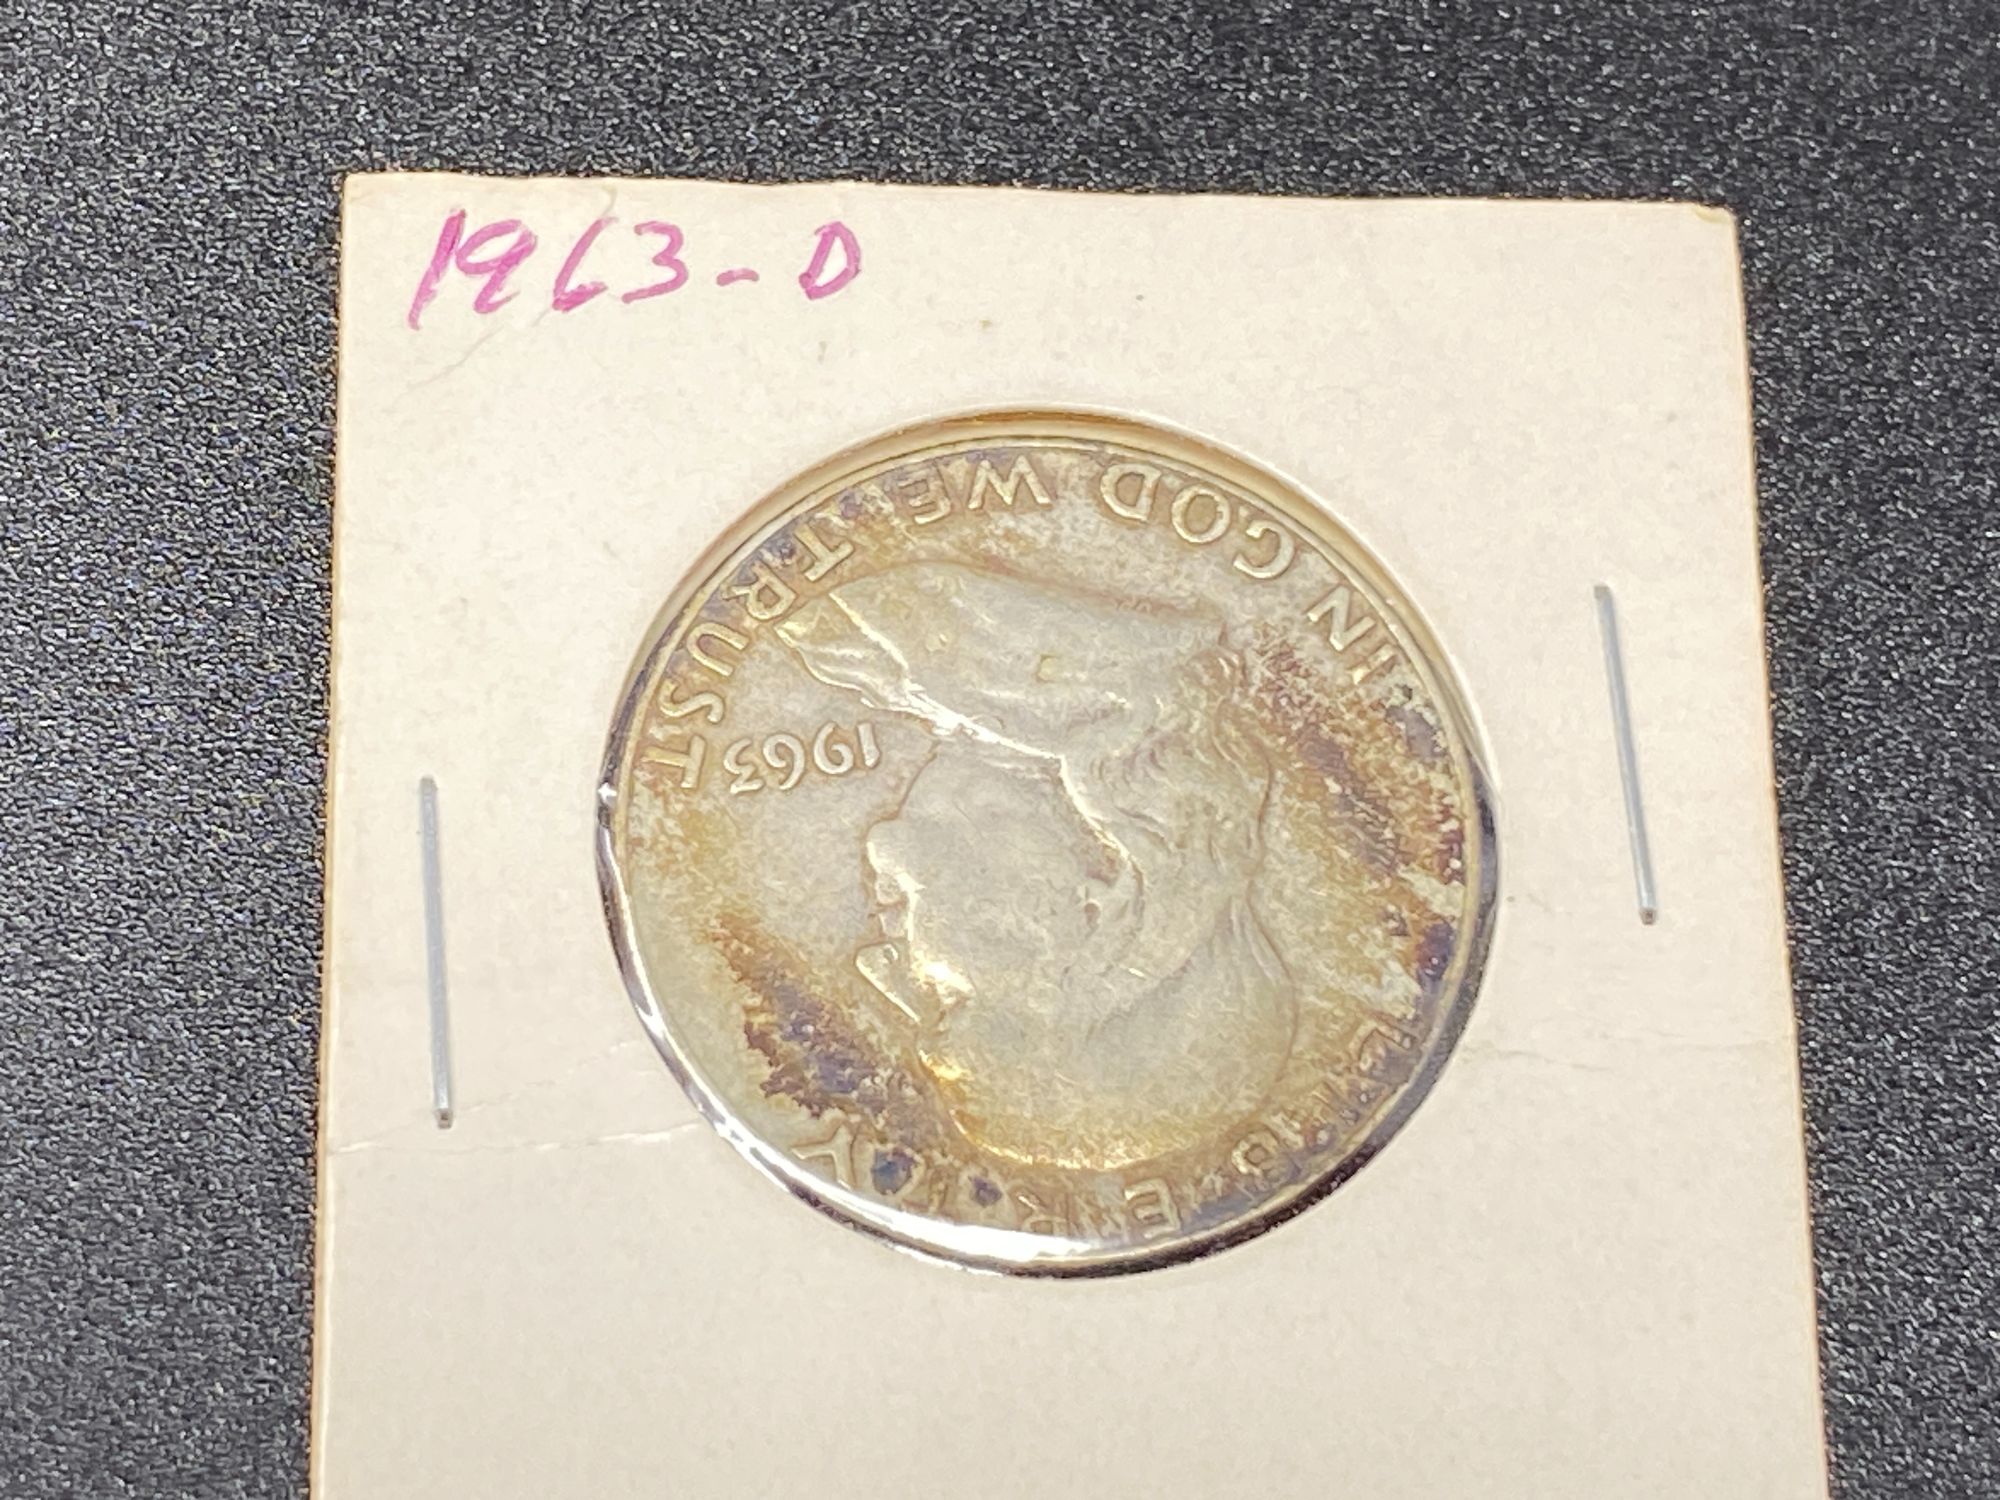 1963-D
LIBERTY
IN GOD WE TRUST
1963